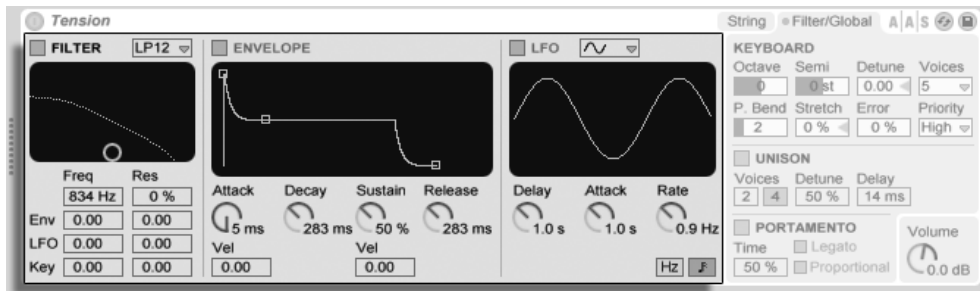 Tension
String Filter/Global A A S
FILTER LP12
Freq Res
834 Hz 0 %
Env 0.00 0.00
LFO 0.00 0.00
Key 0.00 0.00
ENVELOPE
Attack Decay Sustain Release
5 ms 283 ms 50 % 283 ms
Vel Vel
0.00 0.00
LFO
Delay Attack Rate
1.0 s 1.0 s 0.9 Hz
Hz
KEYBOARD
Octave Semi Detune Voices
0 0 st 0.00 5
P. Bend Stretch Error Priority
2 0 % 0 % High
UNISON
Voices Detune Delay
2 4 50 % 14 ms
PORTAMENTO
Time Legato
50 % Proportional
Volume
0.0 dB